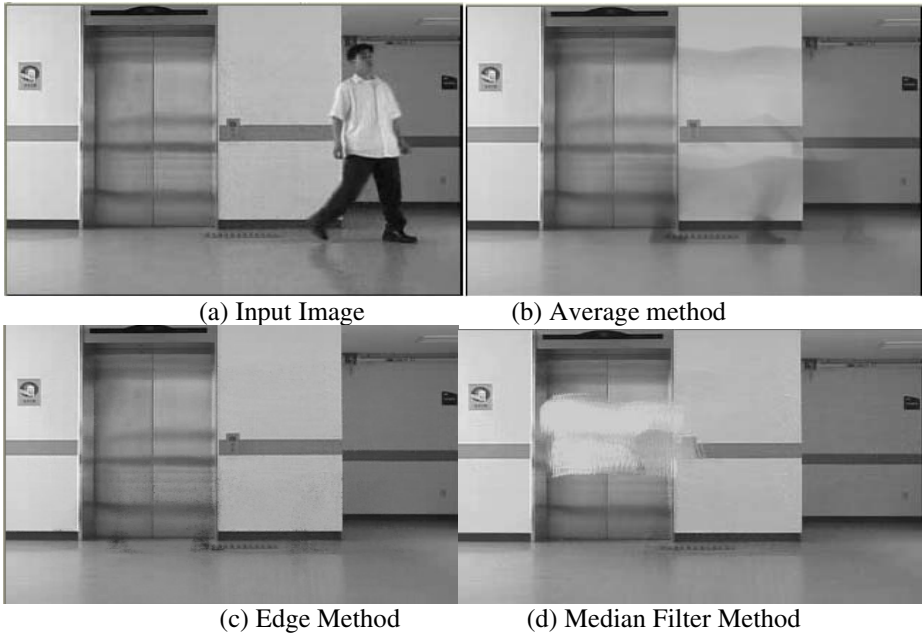 (a) Input Image
(b) Average method
(c) Edge Method
(d) Median Filter Method